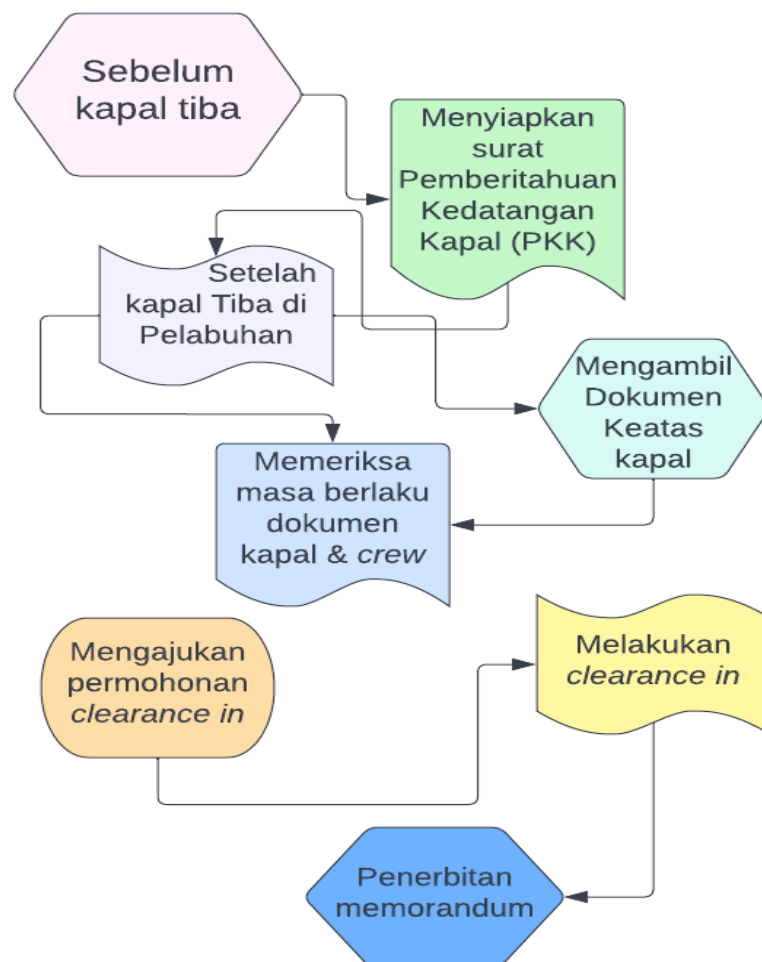 Sebelum
kapal tiba
Menyiapkan
surat
Pemberitahuan
Kedatangan
Kapal (PKK)
Setelah
kapal Tiba di
Pelabuhan
Mengambil
Dokumen
Keatas
kapal
Memeriksa
masa berlaku
dokumen
kapal & crew
Mengajukan
permohonan
clearance in
Melakukan
clearance in
Penerbitan
memorandum